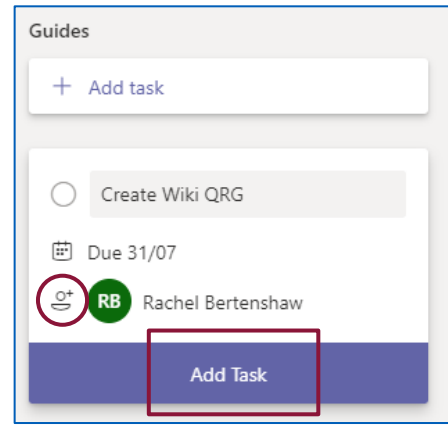 Guides
+ Add task
Create Wiki QRG
Due 31/07
RB Rachel Bertenshaw
Add Task